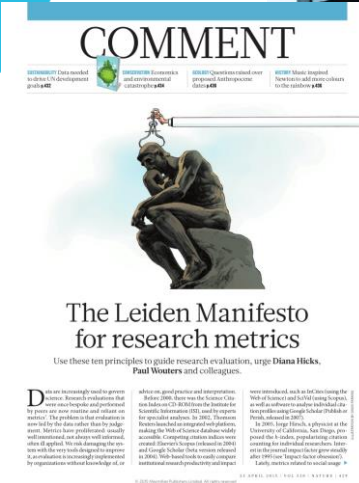 COMMENT
SUSTAINABILITY Data needed to drive UN development goals p.432
CONSERVATION Economics and environmental catastrophe p.434
GEOLOGY Questions raised over proposed Anthropocene dates p.436
HISTORY Music inspired Newton to add more colours to the rainbow p.436
The Leiden Manifesto
for research metrics
Use these ten principles to guide research evaluation, urge Diana Hicks,
Paul Wouters and colleagues.
Data are increasingly used to govern
science. Research evaluations that
were once bespoke and performed
by peers are now routine and reliant on
metrics. The problem is that evaluation is
now led by the data rather than by judge-
ment. Metrics have proliferated: usually
well intentioned, not always well informed,
often ill applied. We risk damaging the sys-
tem with the very tools designed to improve
it, as evaluation is increasingly implemented
by organizations without knowledge of, or
advice on, good practice and interpretation.
Before 2000, there was the Science Cita-
tion Index on CD-ROM from the Institute for
Scientific Information (ISI), used by experts
for specialist analyses. In 2002, Thomson
Reuters launched an integrated web platform,
making the Web of Science database widely
accessible. Competing citation indices were
created: Elsevier's Scopus (released in 2004)
and Google Scholar (beta version released
in 2004). Web-based tools to easily compare
institutional research productivity and impact
were introduced, such as InCites (using the
Web of Science) and SciVal (using Scopus),
as well as software to analyse individual cita-
tion profiles using Google Scholar (Publish or
Perish, released in 2007).
In 2005, Jorge Hirsch, a physicist at the
University of California, San Diego, pro-
posed the h-index, popularizing citation
counting for individual researchers. Inter-
est in the journal impact factor grew steadily
after 1995 (see 'Impact-factor obsession').
Lately, metrics related to social usage
23 APRIL 2015 | VOL 520 | NATURE | 429